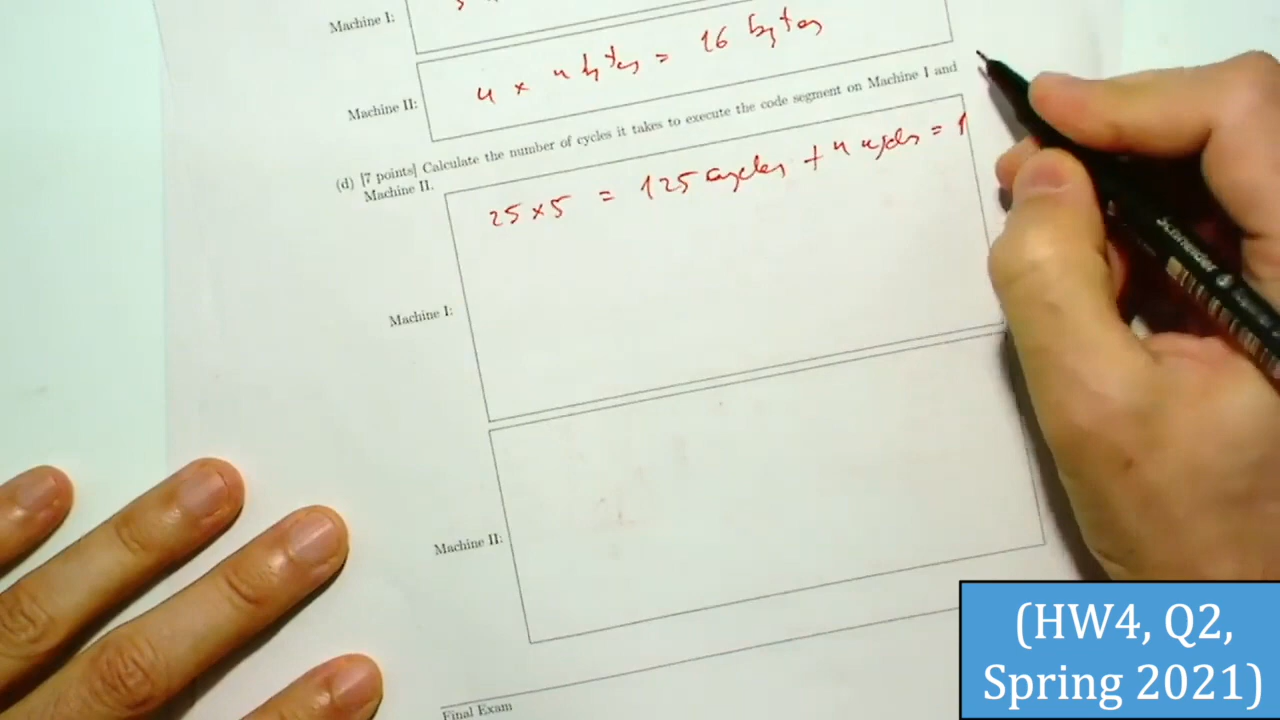 Machine I:
4 x 4 bytes = 16 bytes
Machine II:
(d) [7 points] Calculate the number of cycles it takes to execute the code segment on Machine I and
Machine II.
25 x 5 = 125 cycles + 4 cycles = 1
Machine I:
Machine II:
Final Exam
Schneider
(HW4, Q2,
Spring 2021)